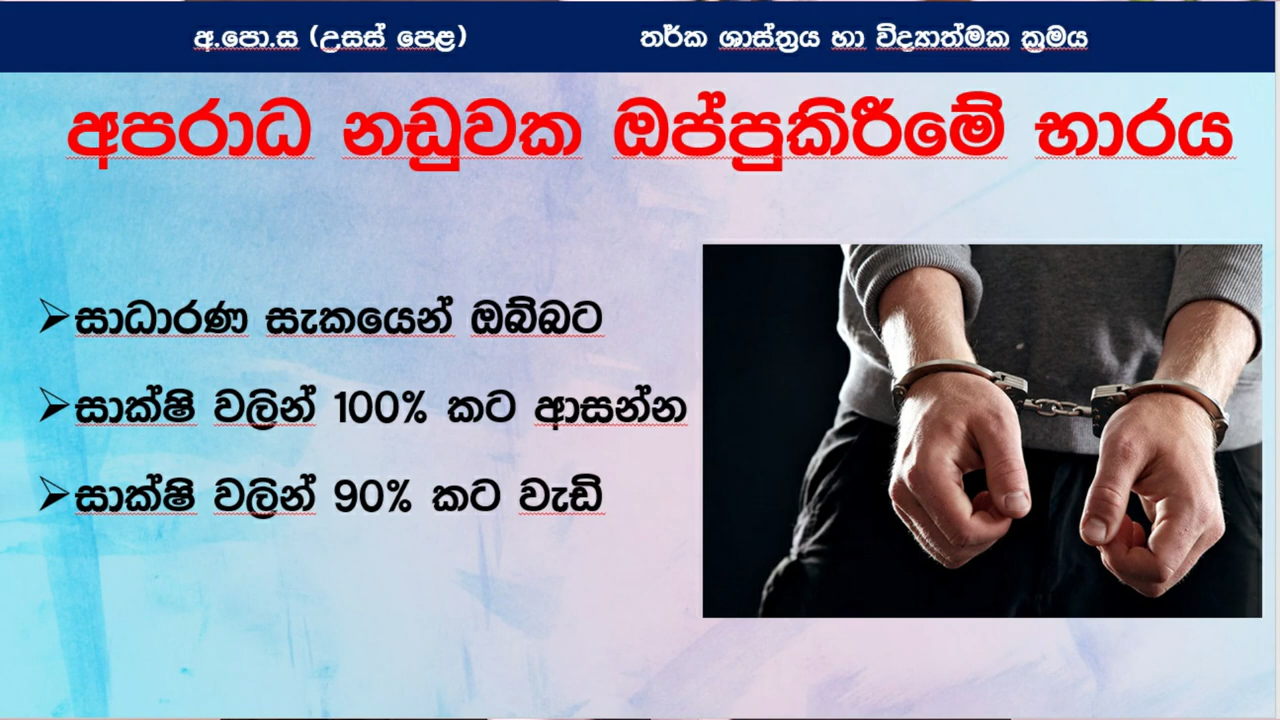 අ.පො.ස (උසස් පෙළ) තර්ක ශාස්ත්‍රය හා විද්‍යාත්මක ක්‍රමය
අපරාධ නඩුවක ඔප්පුකිරීමේ භාරය
➢සාධාරණ සැකයෙන් ඔබ්බට
➢සාක්ෂි වලින් 100% කට ආසන්න
➢සාක්ෂි වලින් 90% කට වැඩි